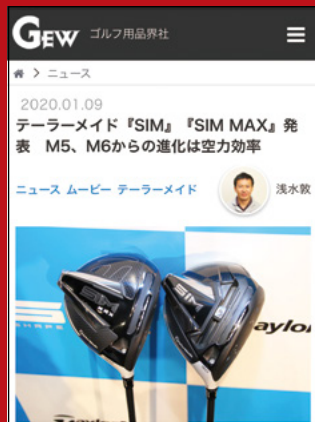 GEW ゴルフ用品界社
ニュース
2020.01.09
テーラーメイド『SIM』『SIM MAX』発
表 M5、M6からの進化は空力効率
ニュース ムービー テーラーメイド 浅水敦
SIM
SHAPE
aylo